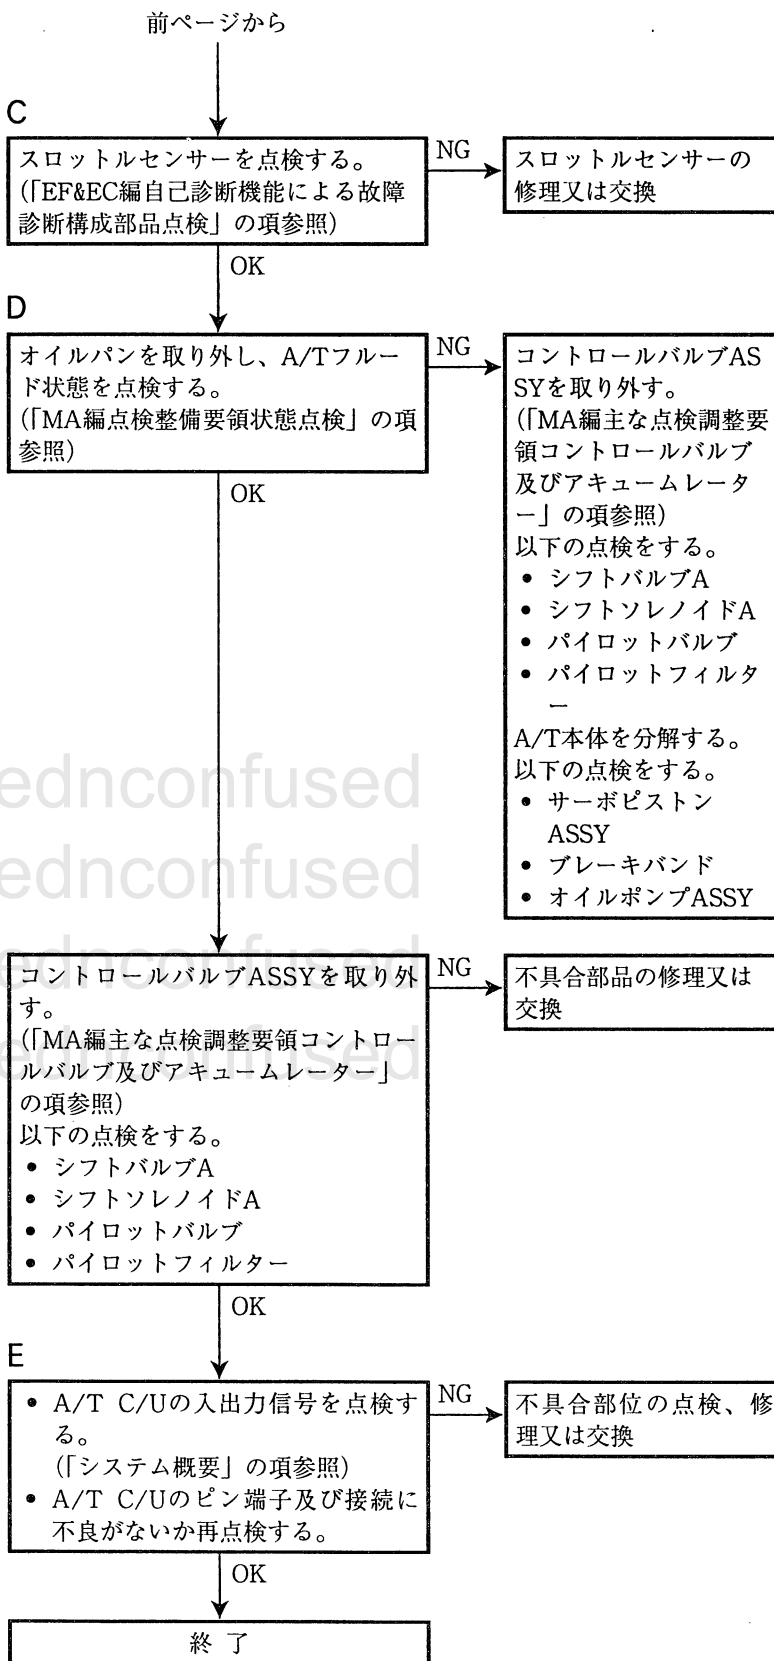 前ページから
C
スロットルセンサーを点検する。
(「EF&EC編自己診断機能による故障
診断構成部品点検」の項参照)
NG
スロットルセンサーの
修理又は交換
OK
D
オイルパンを取り外し、A/Tフルー
ド状態を点検する。
(「MA編点検整備要領状態点検」の項
参照)
NG
コントロールバルブAS
SYを取り外す。
(「MA編主な点検調整要
領コントロールバルブ
及びアキュームレータ
ー」の項参照)
以下の点検をする。
• シフトバルブA
• シフトソレノイドA
• パイロットバルブ
• パイロットフィルタ
ー
A/T本体を分解する。
以下の点検をする。
• サーボピストン
ASSY
• ブレーキバンド
• オイルポンプASSY
OK
コントロールバルブASSYを取り外
す。
(「MA編主な点検調整要領コントロー
ルバルブ及びアキュームレーター」
の項参照)
以下の点検をする。
• シフトバルブA
• シフトソレノイドA
• パイロットバルブ
• パイロットフィルター
NG
不具合部品の修理又は
交換
OK
E
• A/T C/Uの入出力信号を点検す
る。
(「システム概要」の項参照)
• A/T C/Uのピン端子及び接続に
不良がないか再点検する。
NG
不具合部位の点検、修
理又は交換
OK
終 了
ednconfused
ednconfused
ednconfused
ednconfused